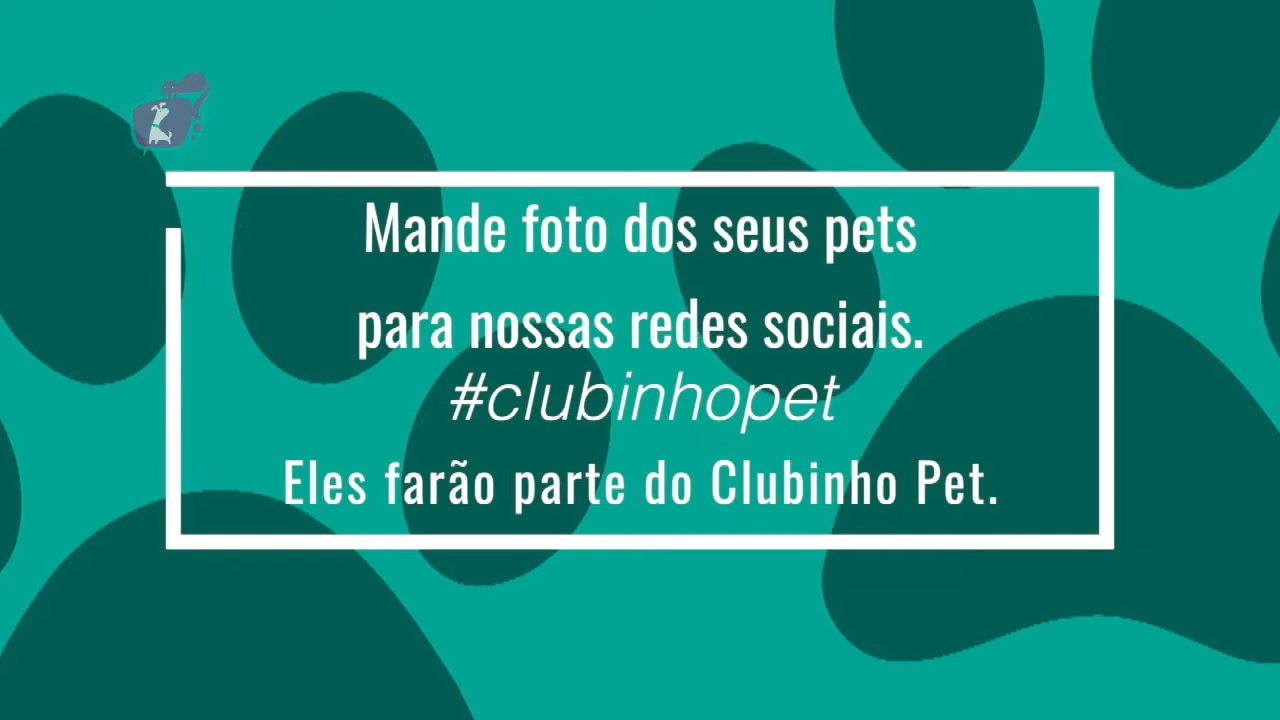 Mande foto dos seus pets
para nossas redes sociais.
#clubinhopet
Eles farão parte do Clubinho Pet.